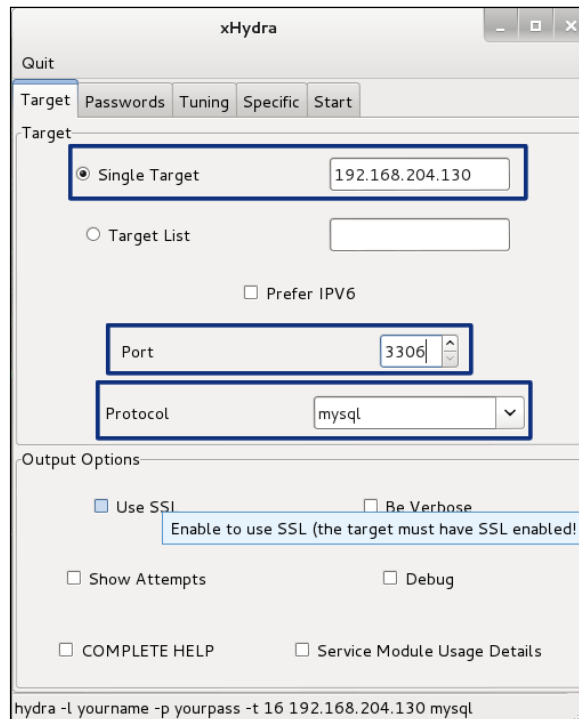 xHydra
Quit
Target Passwords Tuning Specific Start
Target
Single Target 192.168.204.130
Target List
Prefer IPV6
Port 3306
Protocol mysql
Output Options
Use SSL Be Verbose
Enable to use SSL (the target must have SSL enabled!
Show Attempts Debug
COMPLETE HELP Service Module Usage Details
hydra -l yourname -p yourpass -t 16 192.168.204.130 mysql